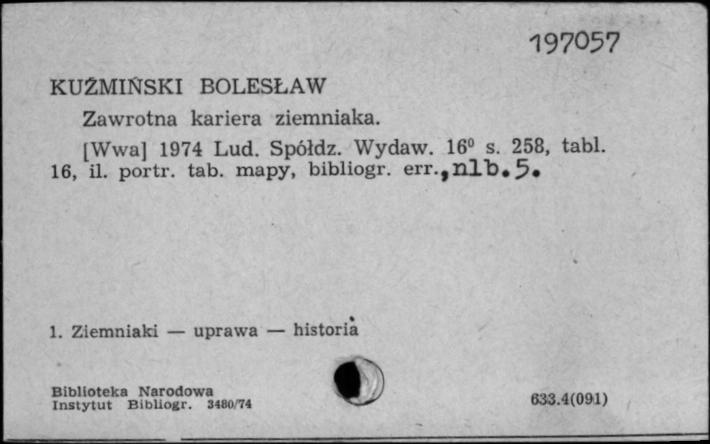 197057
KUŹMIŃSKI BOLESŁAW
Zawrotna kariera ziemniaka.
[Wwa] 1974 Lud. Spółdz. Wydaw. 16⁰ s. 258, tabl.
16, il. portr. tab. mapy, bibliogr. err., nlb. 5.
1. Ziemniaki — uprawa — historia
Biblioteka Narodowa
Instytut Bibliogr. 3480/74
633.4(091)